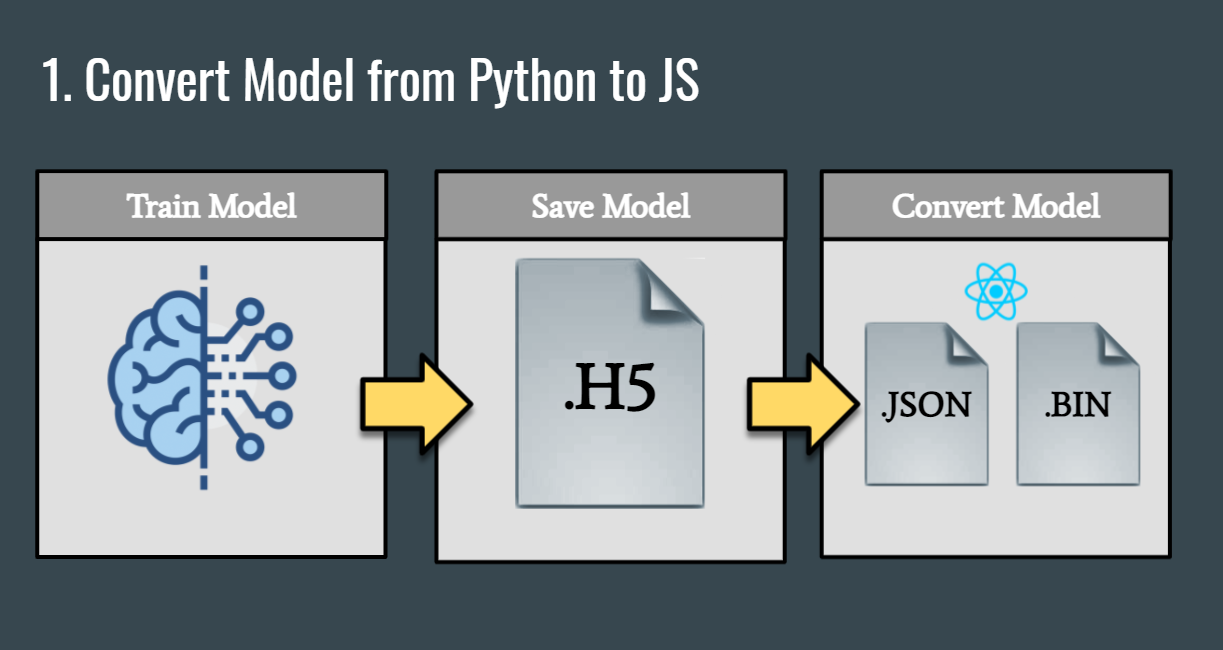 1. Convert Model from Python to JS
Train Model
Save Model
Convert Model
.H5
.JSON
.BIN